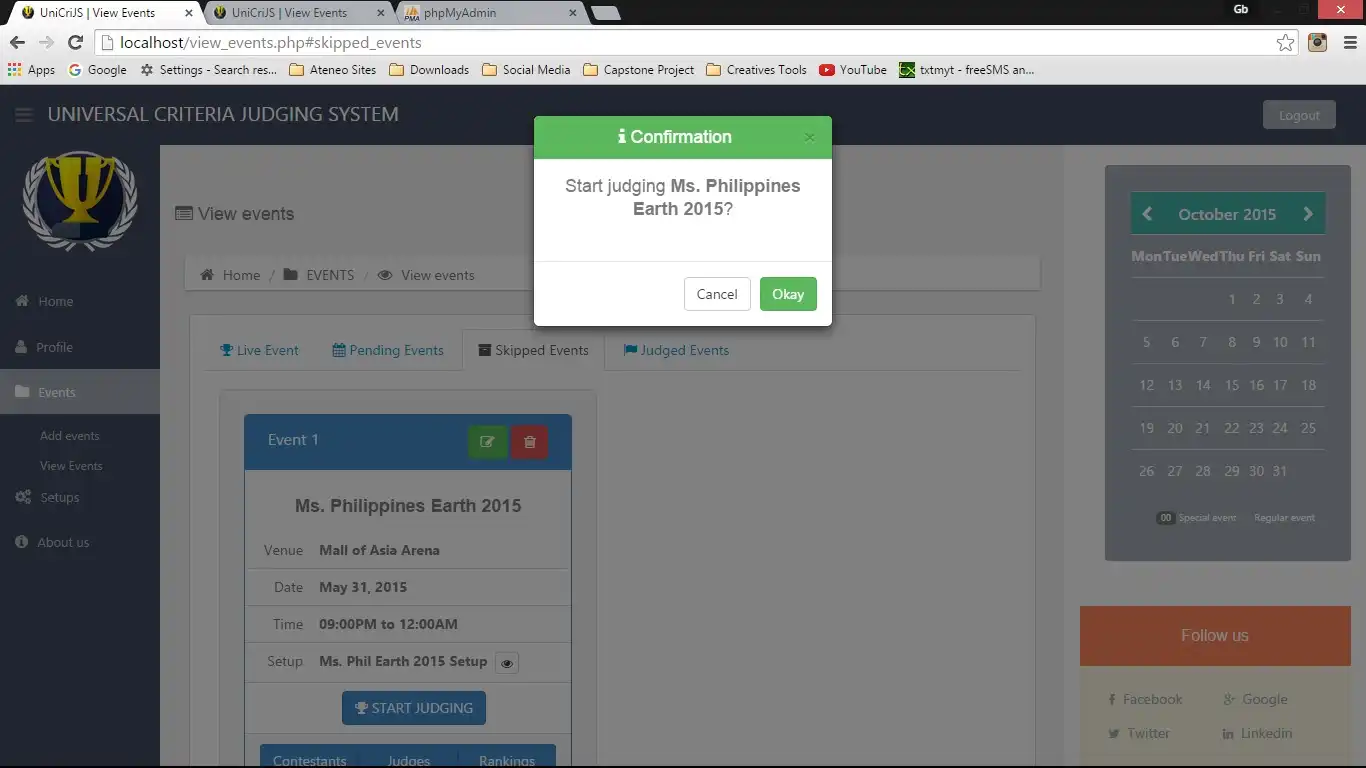 UniCriJS | View Events
UniCriJS | View Events
phpMyAdmin
Gb
localhost/view_events.php#skipped_events
Apps
Google
Settings - Search res...
Ateneo Sites
Downloads
Social Media
Capstone Project
Creatives Tools
YouTube
txtmyt - freeSMS an...
UNIVERSAL CRITERIA JUDGING SYSTEM
Logout
Confirmation
×
Start judging Ms. Philippines
Earth 2015?
Cancel
Okay
Home
Profile
Events
Add events
View Events
Setups
About us
View events
Home / EVENTS / View events
Live Event
Pending Events
Skipped Events
Judged Events
Event 1
Ms. Philippines Earth 2015
Venue Mall of Asia Arena
Date May 31, 2015
Time 09:00PM to 12:00AM
Setup Ms. Phil Earth 2015 Setup
START JUDGING
Contestants Judges Rankings
October 2015
Mon Tue Wed Thu Fri Sat Sun
1 2 3 4
5 6 7 8 9 10 11
12 13 14 15 16 17 18
19 20 21 22 23 24 25
26 27 28 29 30 31
00 Special event Regular event
Follow us
Facebook Google
Twitter Linkedin